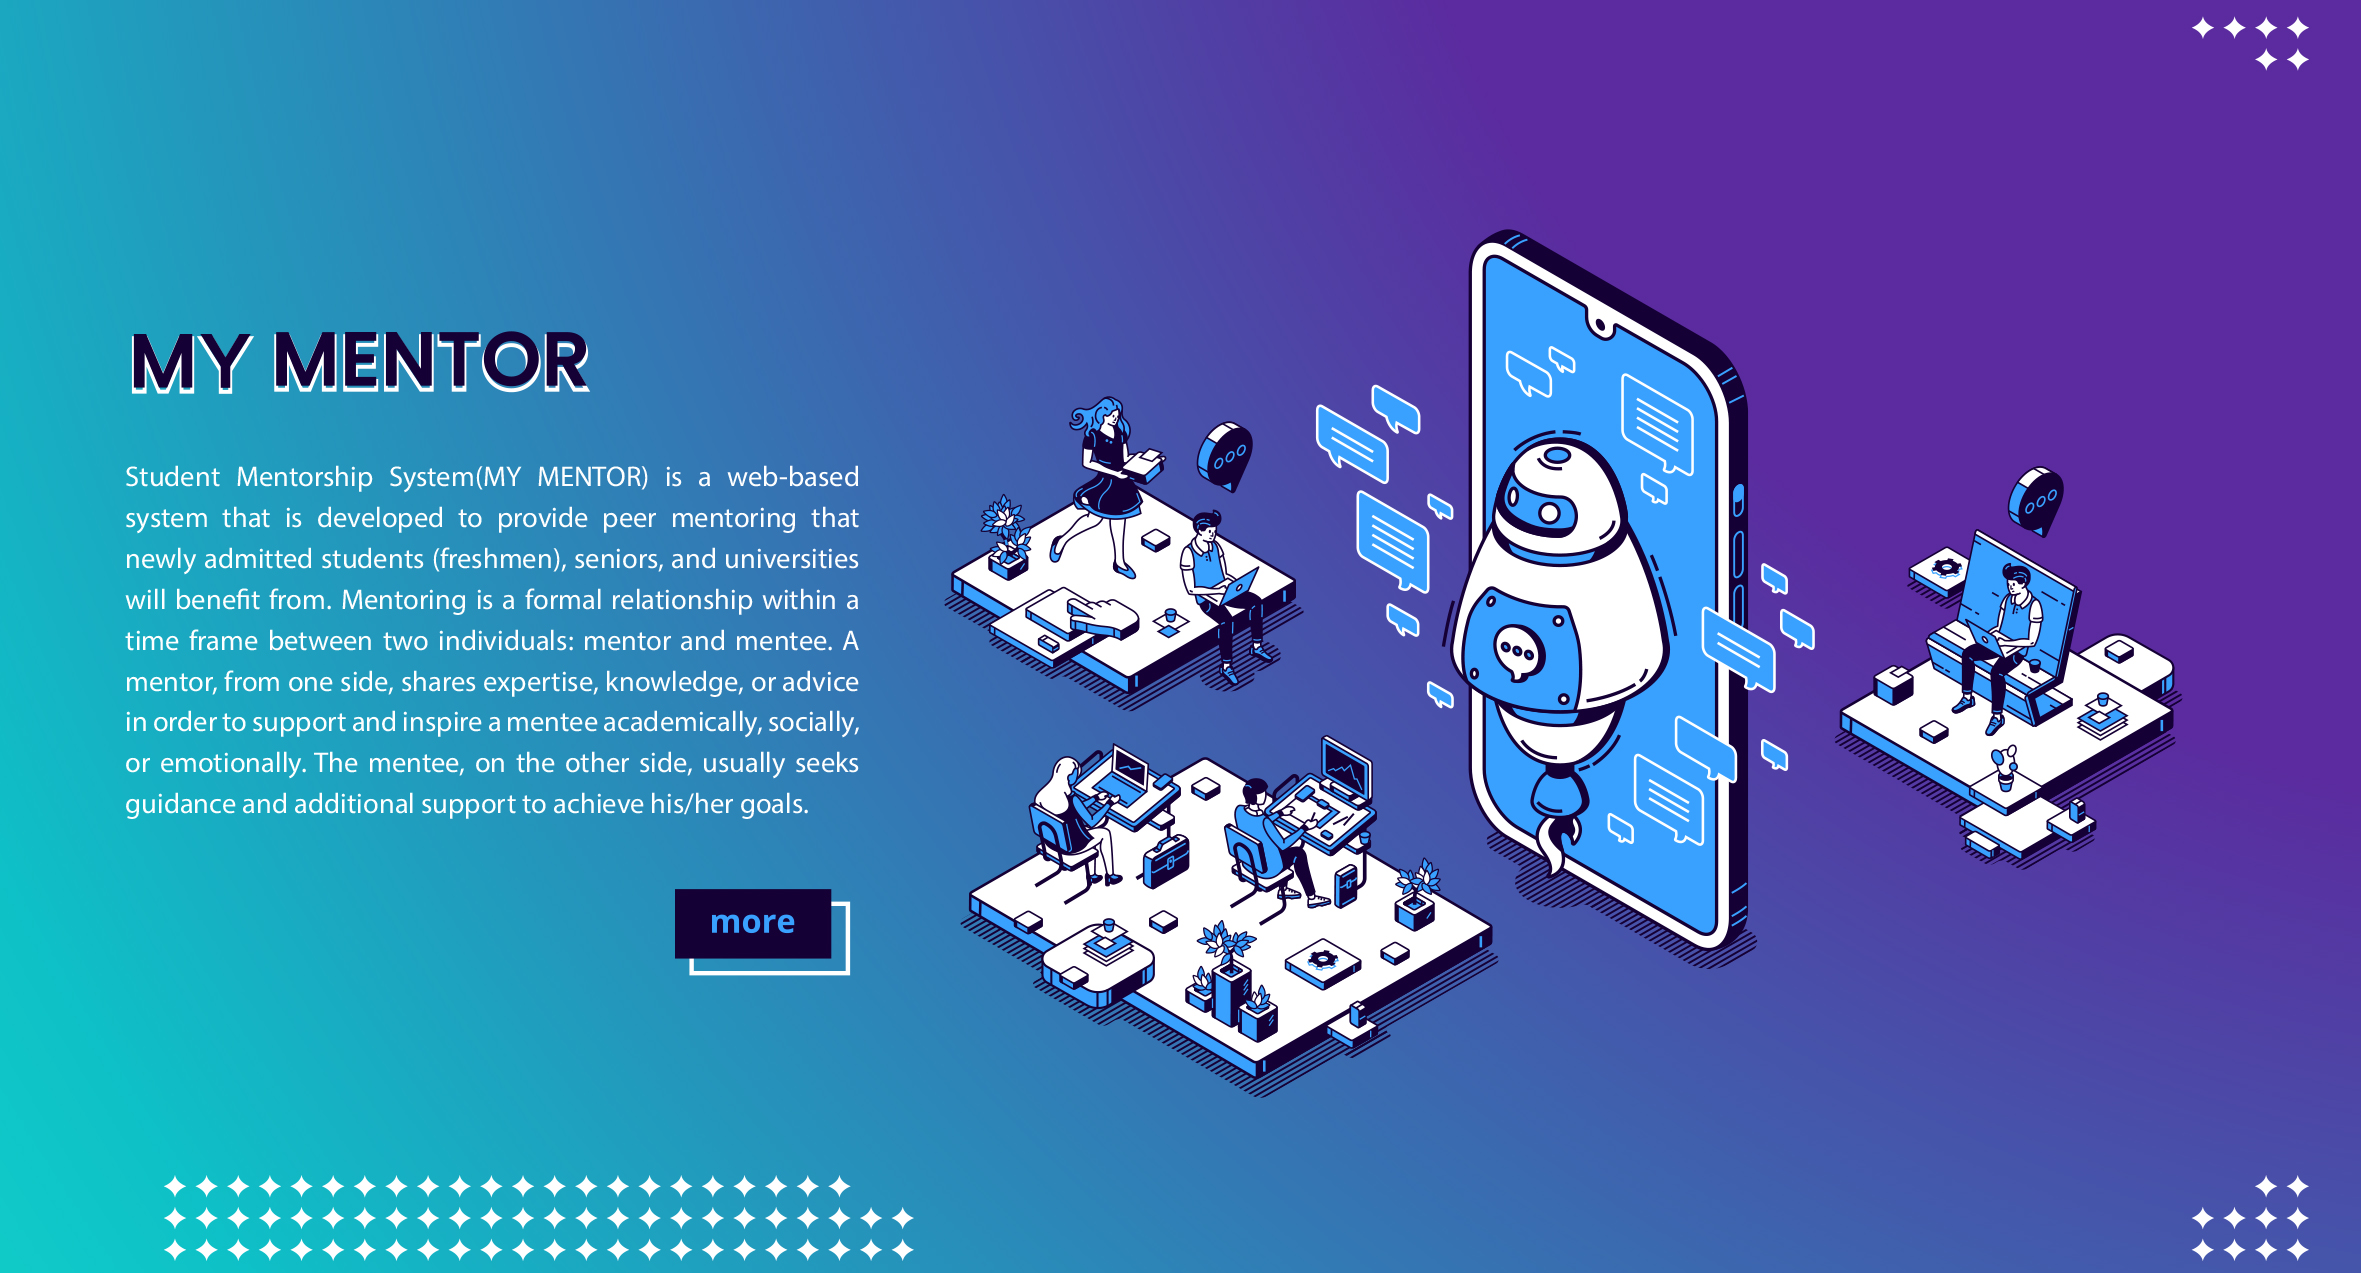 MY MENTOR
Student Mentorship System(MY MENTOR) is a web-based
system that is developed to provide peer mentoring that
newly admitted students (freshmen), seniors, and universities
will benefit from. Mentoring is a formal relationship within a
time frame between two individuals: mentor and mentee. A
mentor, from one side, shares expertise, knowledge, or advice
in order to support and inspire a mentee academically, socially,
or emotionally. The mentee, on the other side, usually seeks
guidance and additional support to achieve his/her goals.
more